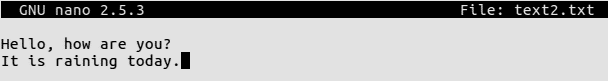 GNU nano 2.5.3 File: text2.txt
Hello, how are you?
It is raining today.